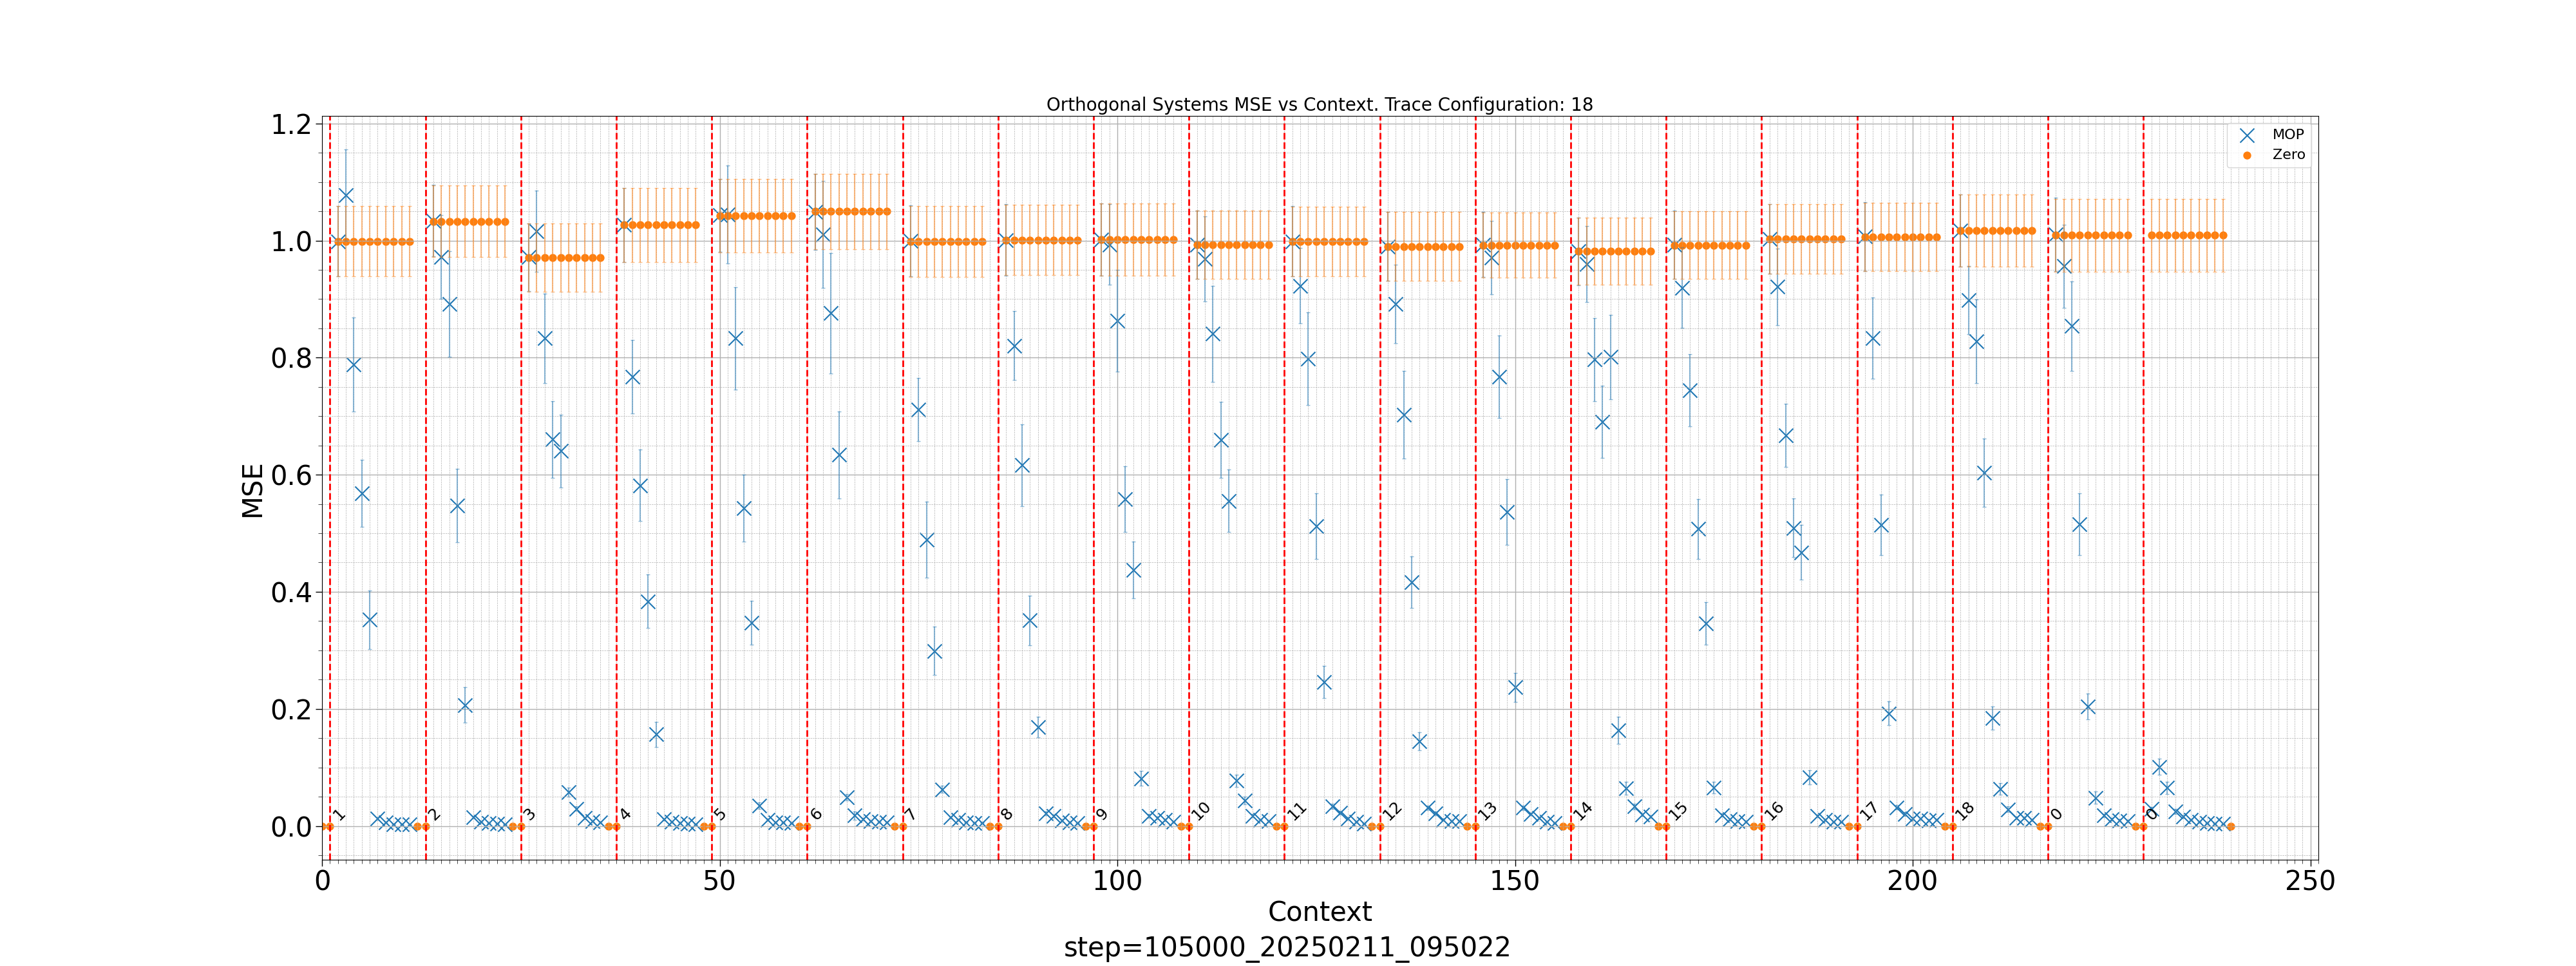 Orthogonal Systems MSE vs Context. Trace Configuration: 18
MOP
Zero
MSE
1.2
1.0
0.8
0.6
0.4
0.2
0.0
1 2 3 4 5 6 7 8 9 10 11 12 13 14 15 16 17 18 0 0
0 50 100 150 200 250
Context
step=105000_20250211_095022